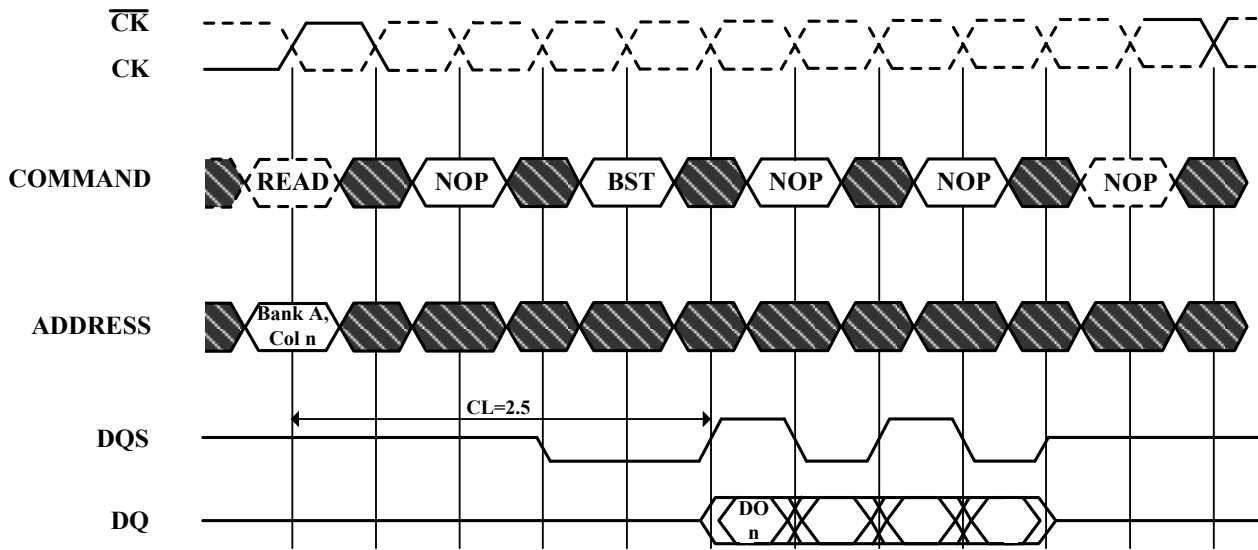 CK
CK
COMMAND READ NOP BST NOP NOP NOP
ADDRESS Bank A,
Col n
CL=2.5
DQS
DQ DO
n